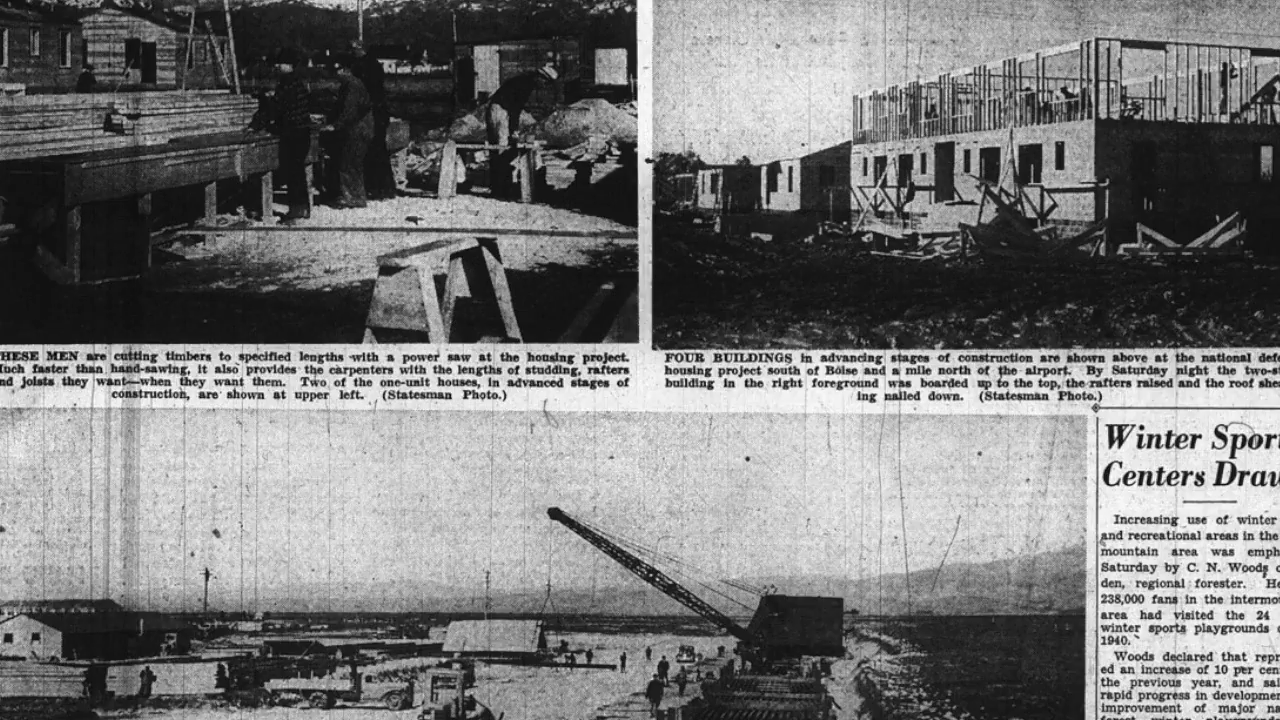 HESE MEN are cutting timbers to specified lengths with a power saw at the housing project.
uch faster than hand-sawing, it also provides the carpenters with the lengths of studding, rafters
nd joists they want—when they want them. Two of the one-unit houses, in advanced stages of
construction, are shown at upper left. (Statesman Photo.)
FOUR BUILDINGS in advancing stages of construction are shown above at the national def
housing project south of Boise and a mile north of the airport. By Saturday night the two-st
building in the right foreground was boarded up to the top, the rafters raised and the roof she
ing nailed down. (Statesman Photo.)
Winter Spor
Centers Draw
Increasing use of winter
and recreational areas in the
mountain area was emph
Saturday by C. N. Woods o
den, regional forester. He
238,000 fans in the intermo
area had visited the 24
winter sports playgrounds
1940.
Woods declared that repr
ed an increase of 10 per cen
the previous year, and sai
rapid progress in developmen
improvement of major na